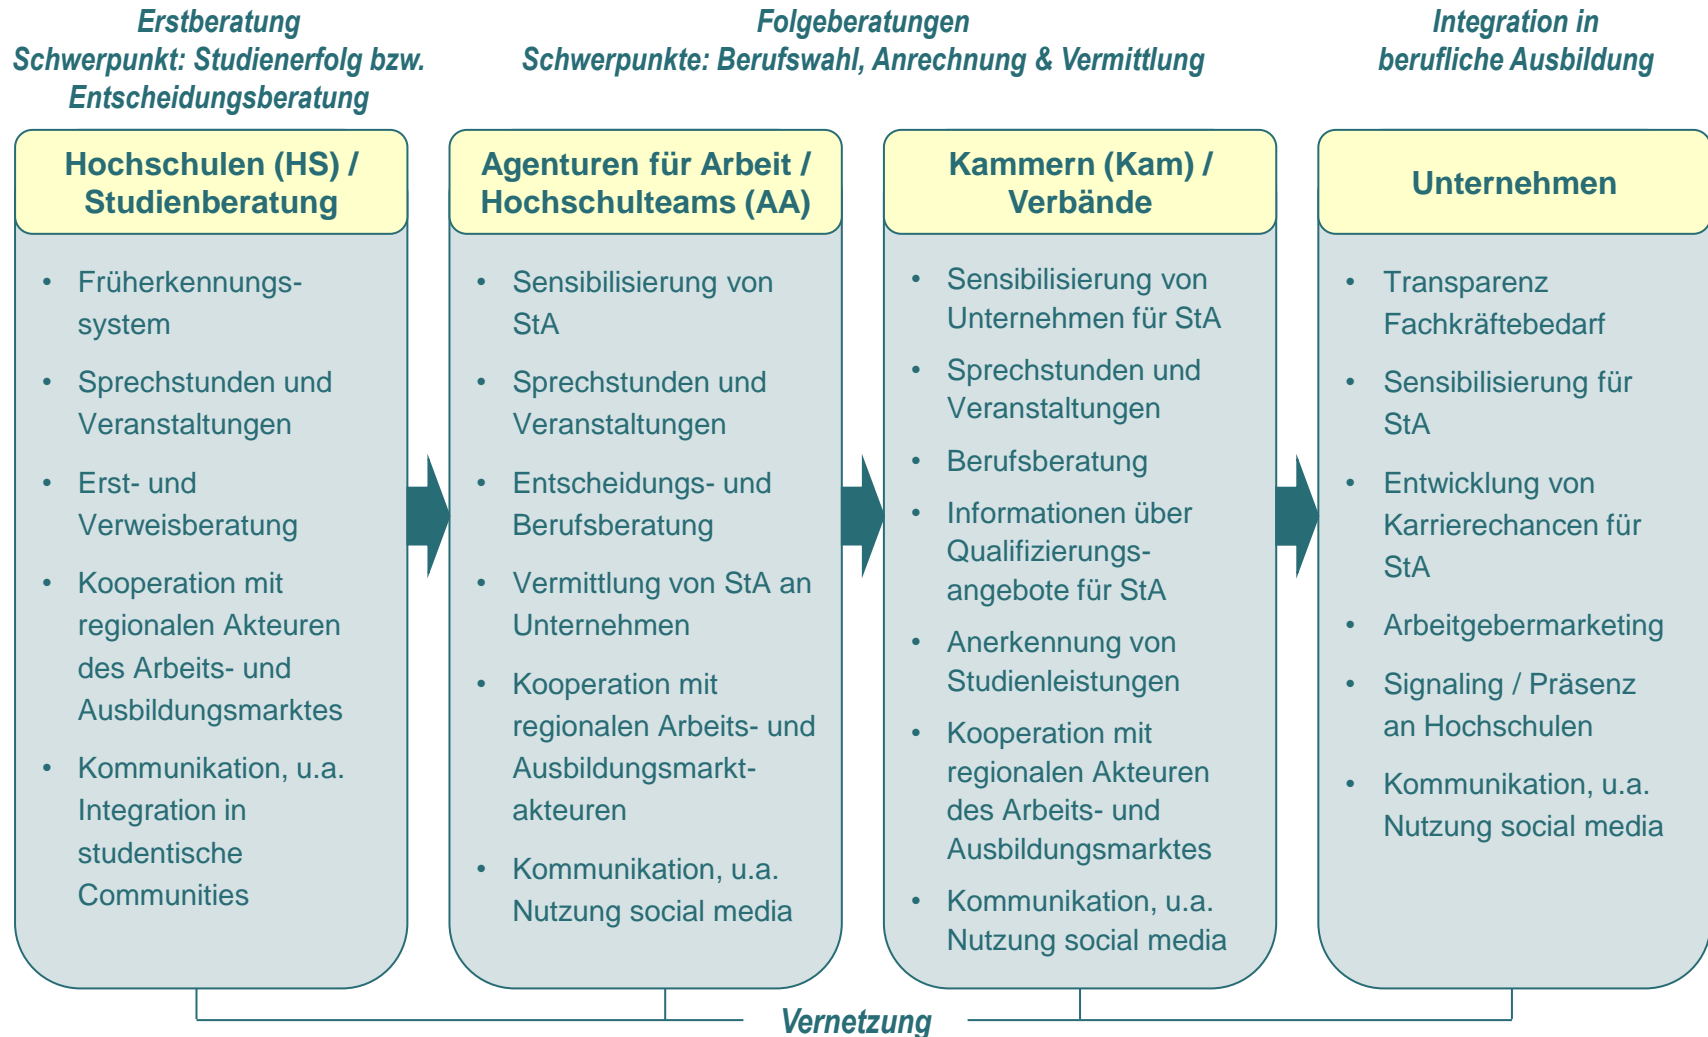 Erstberatung
Schwerpunkt: Studienerfolg bzw.
Entscheidungsberatung
Folgeberatungen
Schwerpunkte: Berufswahl, Anrechnung & Vermittlung
Integration in
berufliche Ausbildung
Hochschulen (HS) /
Studienberatung
• Früherkennungs-
system
• Sprechstunden und
Veranstaltungen
• Erst- und
Verweisberatung
• Kooperation mit
regionalen Akteuren
des Arbeits- und
Ausbildungsmarktes
• Kommunikation, u.a.
Integration in
studentische
Communities
Agenturen für Arbeit /
Hochschulteams (AA)
• Sensibilisierung von
StA
• Sprechstunden und
Veranstaltungen
• Entscheidungs- und
Berufsberatung
• Vermittlung von StA an
Unternehmen
• Kooperation mit
regionalen Arbeits- und
Ausbildungsmarkt-
akteuren
• Kommunikation, u.a.
Nutzung social media
Kammern (Kam) /
Verbände
• Sensibilisierung von
Unternehmen für StA
• Sprechstunden und
Veranstaltungen
• Berufsberatung
• Informationen über
Qualifizierungs-
angebote für StA
• Anerkennung von
Studienleistungen
• Kooperation mit
regionalen Akteuren
des Arbeits- und
Ausbildungsmarktes
• Kommunikation, u.a.
Nutzung social media
Unternehmen
• Transparenz
Fachkräftebedarf
• Sensibilisierung für
StA
• Entwicklung von
Karrierechancen für
StA
• Arbeitgebermarketing
• Signaling / Präsenz
an Hochschulen
• Kommunikation, u.a.
Nutzung social media
Vernetzung